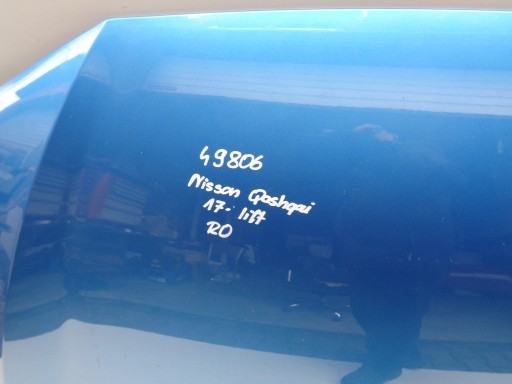 49806
Nissan Qashqai
17- lift
RO